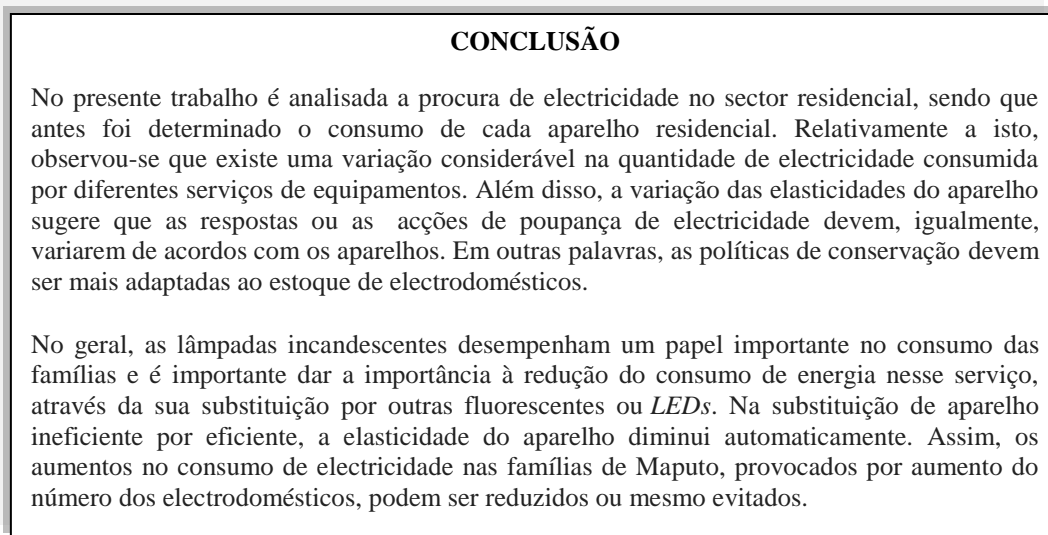 CONCLUSÃO
No presente trabalho é analisada a procura de electricidade no sector residencial, sendo que
antes foi determinado o consumo de cada aparelho residencial. Relativamente a isto,
observou-se que existe uma variação considerável na quantidade de electricidade consumida
por diferentes serviços de equipamentos. Além disso, a variação das elasticidades do aparelho
sugere que as respostas ou as acções de poupança de electricidade devem, igualmente,
variarem de acordos com os aparelhos. Em outras palavras, as políticas de conservação devem
ser mais adaptadas ao estoque de electrodomésticos.
No geral, as lâmpadas incandescentes desempenham um papel importante no consumo das
famílias e é importante dar a importância à redução do consumo de energia nesse serviço,
através da sua substituição por outras fluorescentes ou LEDs. Na substituição de aparelho
ineficiente por eficiente, a elasticidade do aparelho diminui automaticamente. Assim, os
aumentos no consumo de electricidade nas famílias de Maputo, provocados por aumento do
número dos electrodomésticos, podem ser reduzidos ou mesmo evitados.